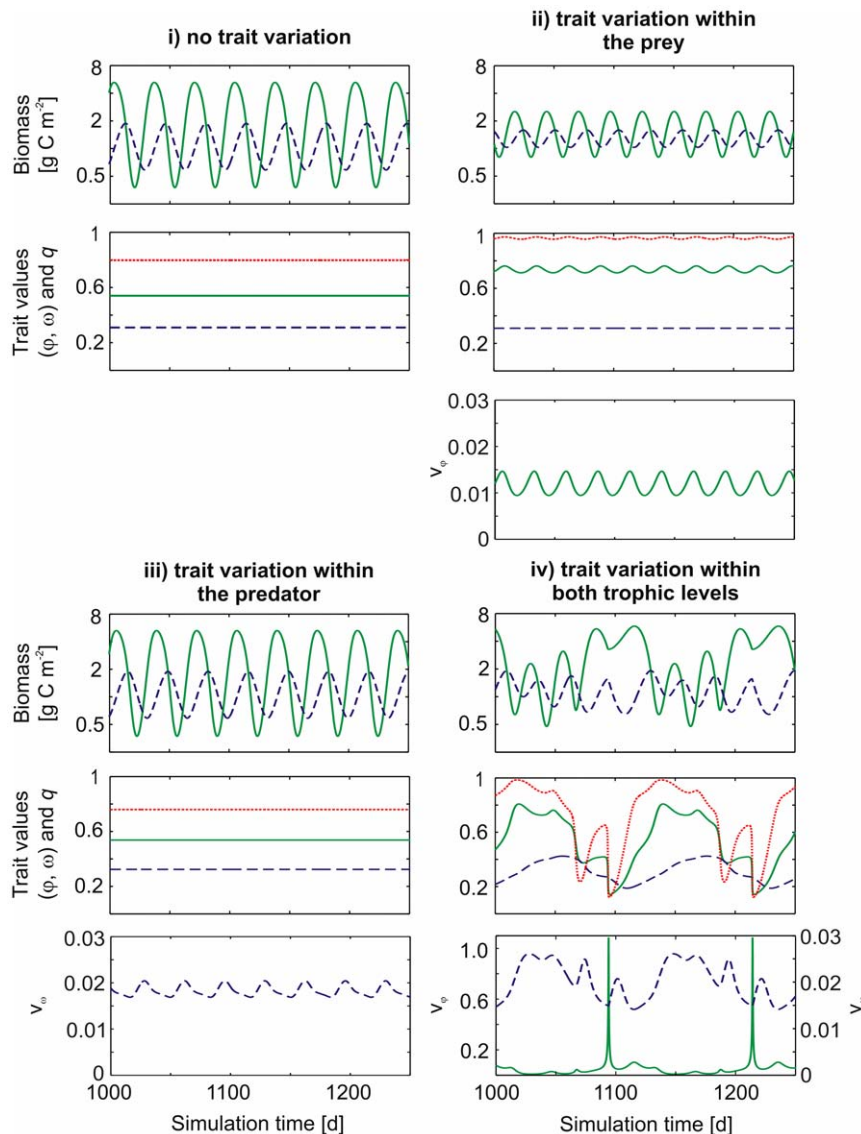 i) no trait variation
ii) trait variation within
the prey
8
2
0.5
Biomass
[g C m⁻²]
8
2
0.5
1
0.6
0.2
Trait values
(φ, ω) and q
1
0.6
0.2
0.03
0.02
0.01
0
vφ
iii) trait variation within
the predator
iv) trait variation within
both trophic levels
8
2
0.5
Biomass
[g C m⁻²]
8
2
0.5
1
0.6
0.2
Trait values
(φ, ω) and q
1
0.6
0.2
0.03
0.02
0.01
0
vω
1.0
0.6
0.2
vφ
0.03
0.02
0.01
0
1000
1100
1200
Simulation time [d]
1000
1100
1200
Simulation time [d]